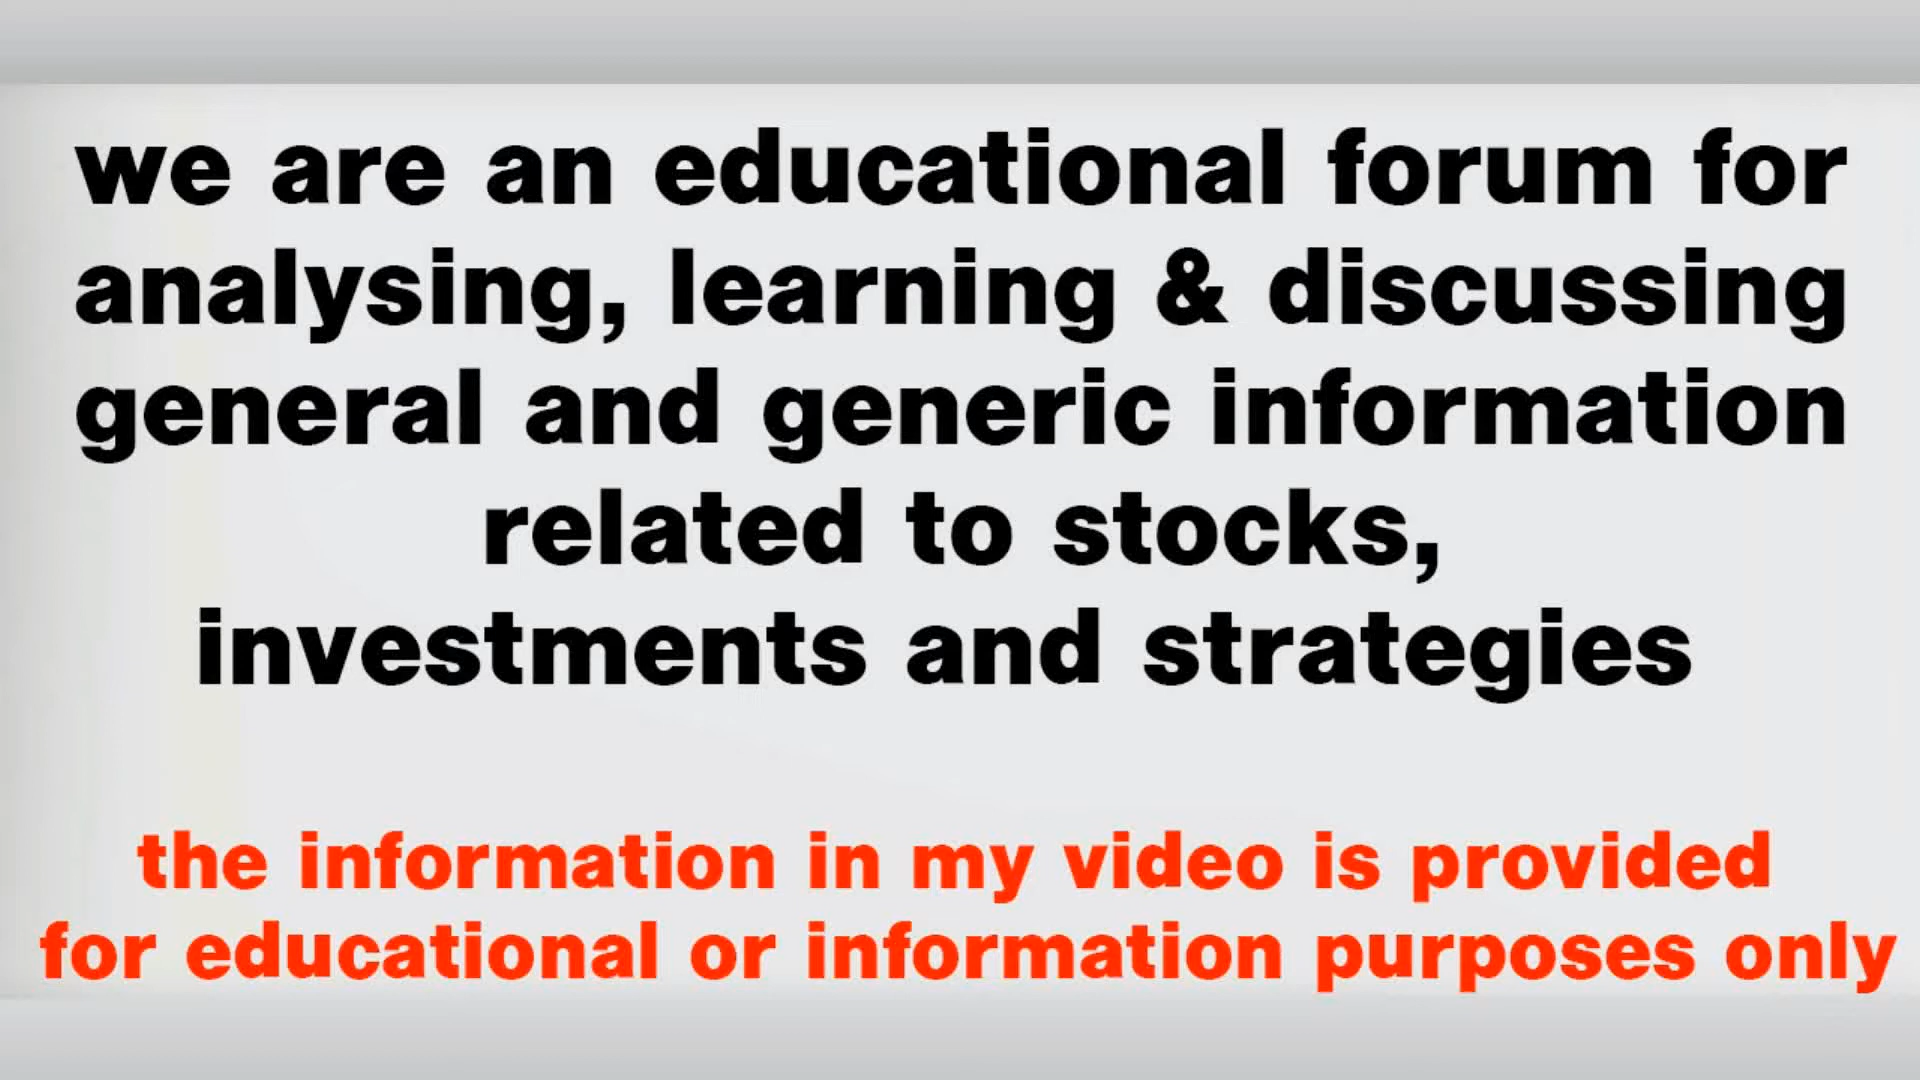 we are an educational forum for
analysing, learning & discussing
general and generic information
related to stocks,
investments and strategies
the information in my video is provided
for educational or information purposes only